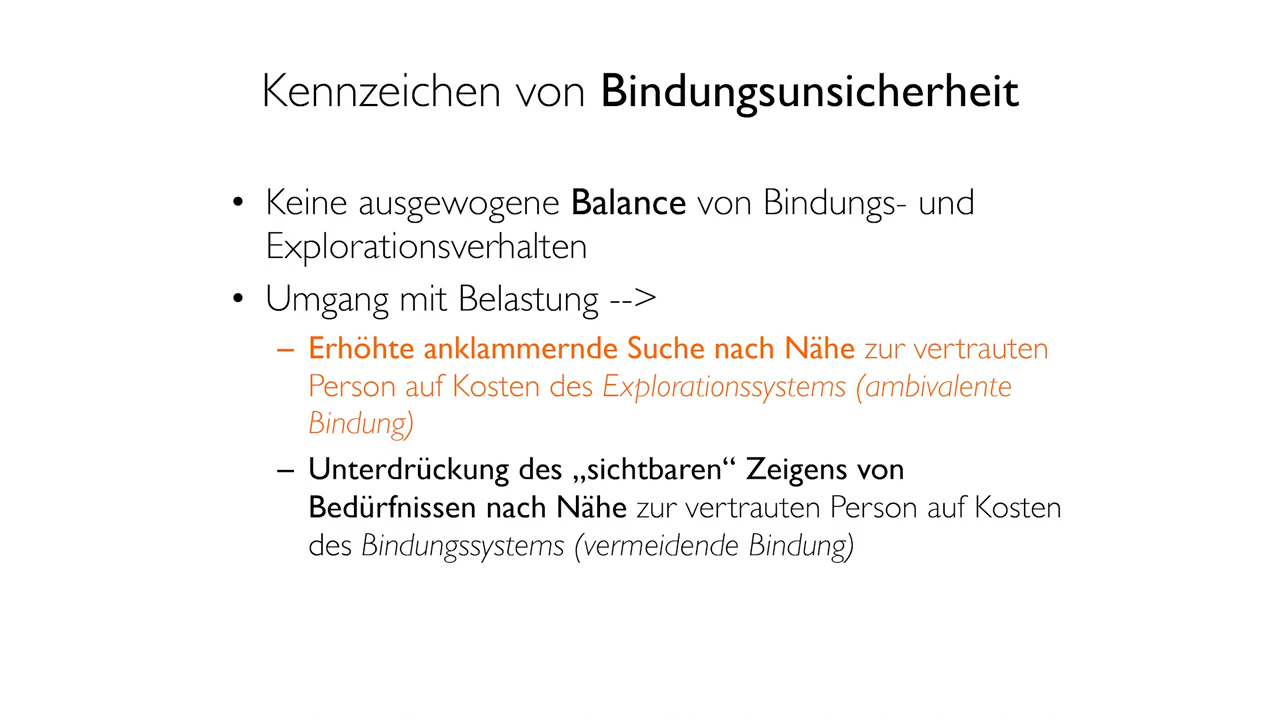 Kennzeichen von Bindungsunsicherheit
• Keine ausgewogene Balance von Bindungs- und
Explorationsverhalten
• Umgang mit Belastung -->
– Erhöhte anklammernde Suche nach Nähe zur vertrauten
Person auf Kosten des Explorationssystems (ambivalente
Bindung)
– Unterdrückung des „sichtbaren“ Zeigens von
Bedürfnissen nach Nähe zur vertrauten Person auf Kosten
des Bindungssystems (vermeidende Bindung)